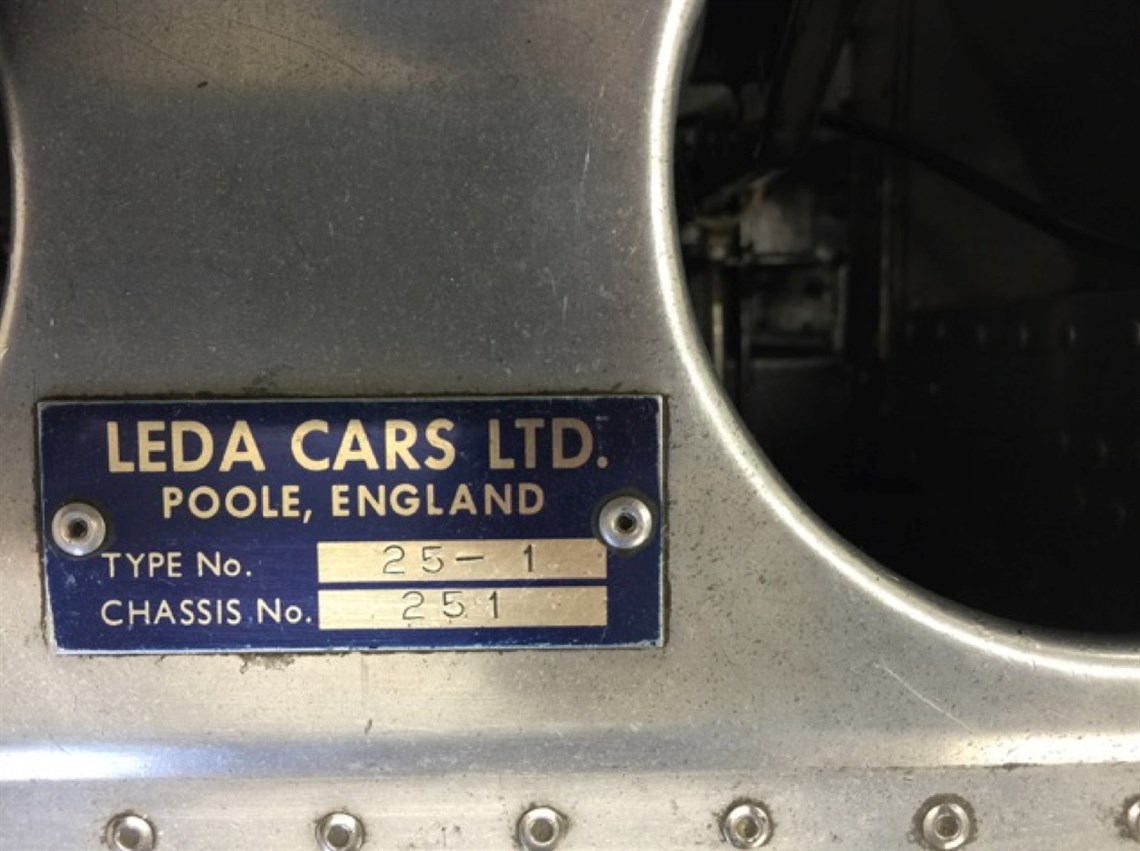 LEDA CARS LTD.
POOLE, ENGLAND
TYPE No. 25-1
CHASSIS No. 251